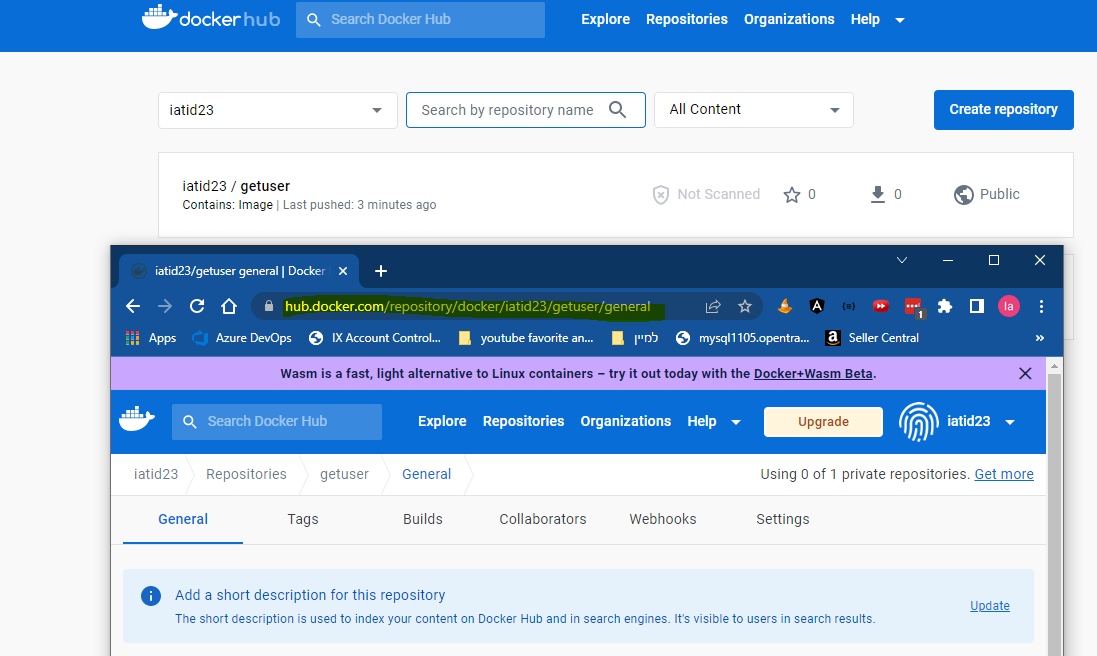 docker hub Search Docker Hub Explore Repositories Organizations Help
iatid23 Search by repository name All Content Create repository
iatid23 / getuser Not Scanned 0 0 Public
Contains: Image | Last pushed: 3 minutes ago
iatid23/getuser general | Docker
hub.docker.com/repository/docker/iatid23/getuser/general 1 la
Apps Azure DevOps IX Account Control... youtube favorite an... למיין mysql1105.opentra... a Seller Central »
Wasm is a fast, light alternative to Linux containers – try it out today with the Docker+Wasm Beta.
Search Docker Hub Explore Repositories Organizations Help Upgrade iatid23
iatid23 Repositories getuser General Using 0 of 1 private repositories. Get more
General Tags Builds Collaborators Webhooks Settings
Add a short description for this repository
The short description is used to index your content on Docker Hub and in search engines. It's visible to users in search results. Update